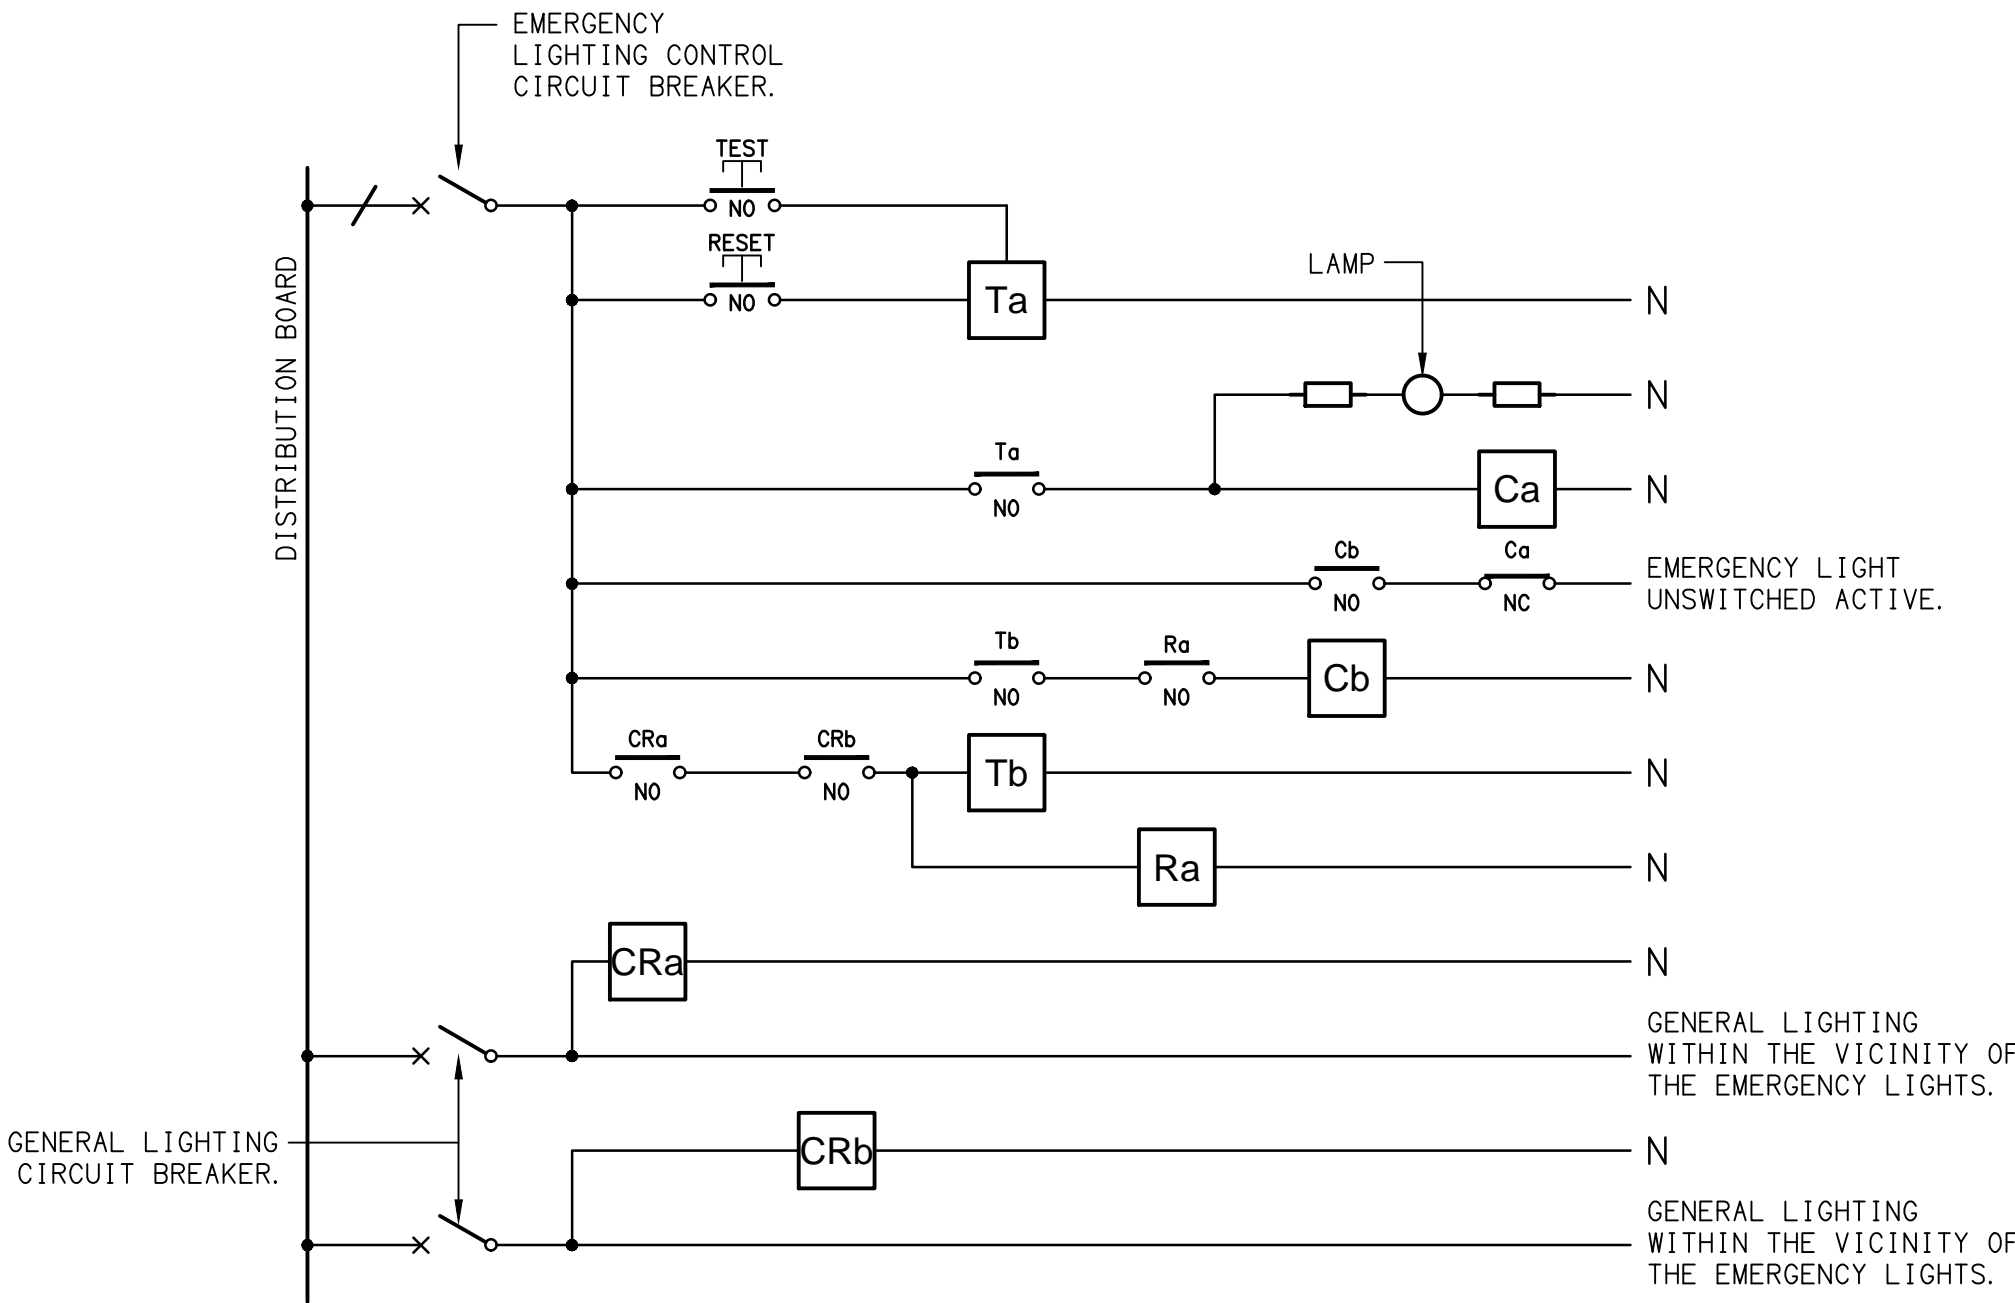 EMERGENCY
LIGHTING CONTROL
CIRCUIT BREAKER.
TEST
NO
RESET
NO
Ta
N
LAMP
N
DISTRIBUTION BOARD
Ta
NO
Ca
N
Cb
NO
Ca
NC
EMERGENCY LIGHT
UNSWITCHED ACTIVE.
Tb
NO
Ra
NO
Cb
N
CRa
NO
CRb
NO
Tb
N
Ra
N
CRa
N
GENERAL LIGHTING
WITHIN THE VICINITY OF
THE EMERGENCY LIGHTS.
GENERAL LIGHTING
CIRCUIT BREAKER.
CRb
N
GENERAL LIGHTING
WITHIN THE VICINITY OF
THE EMERGENCY LIGHTS.